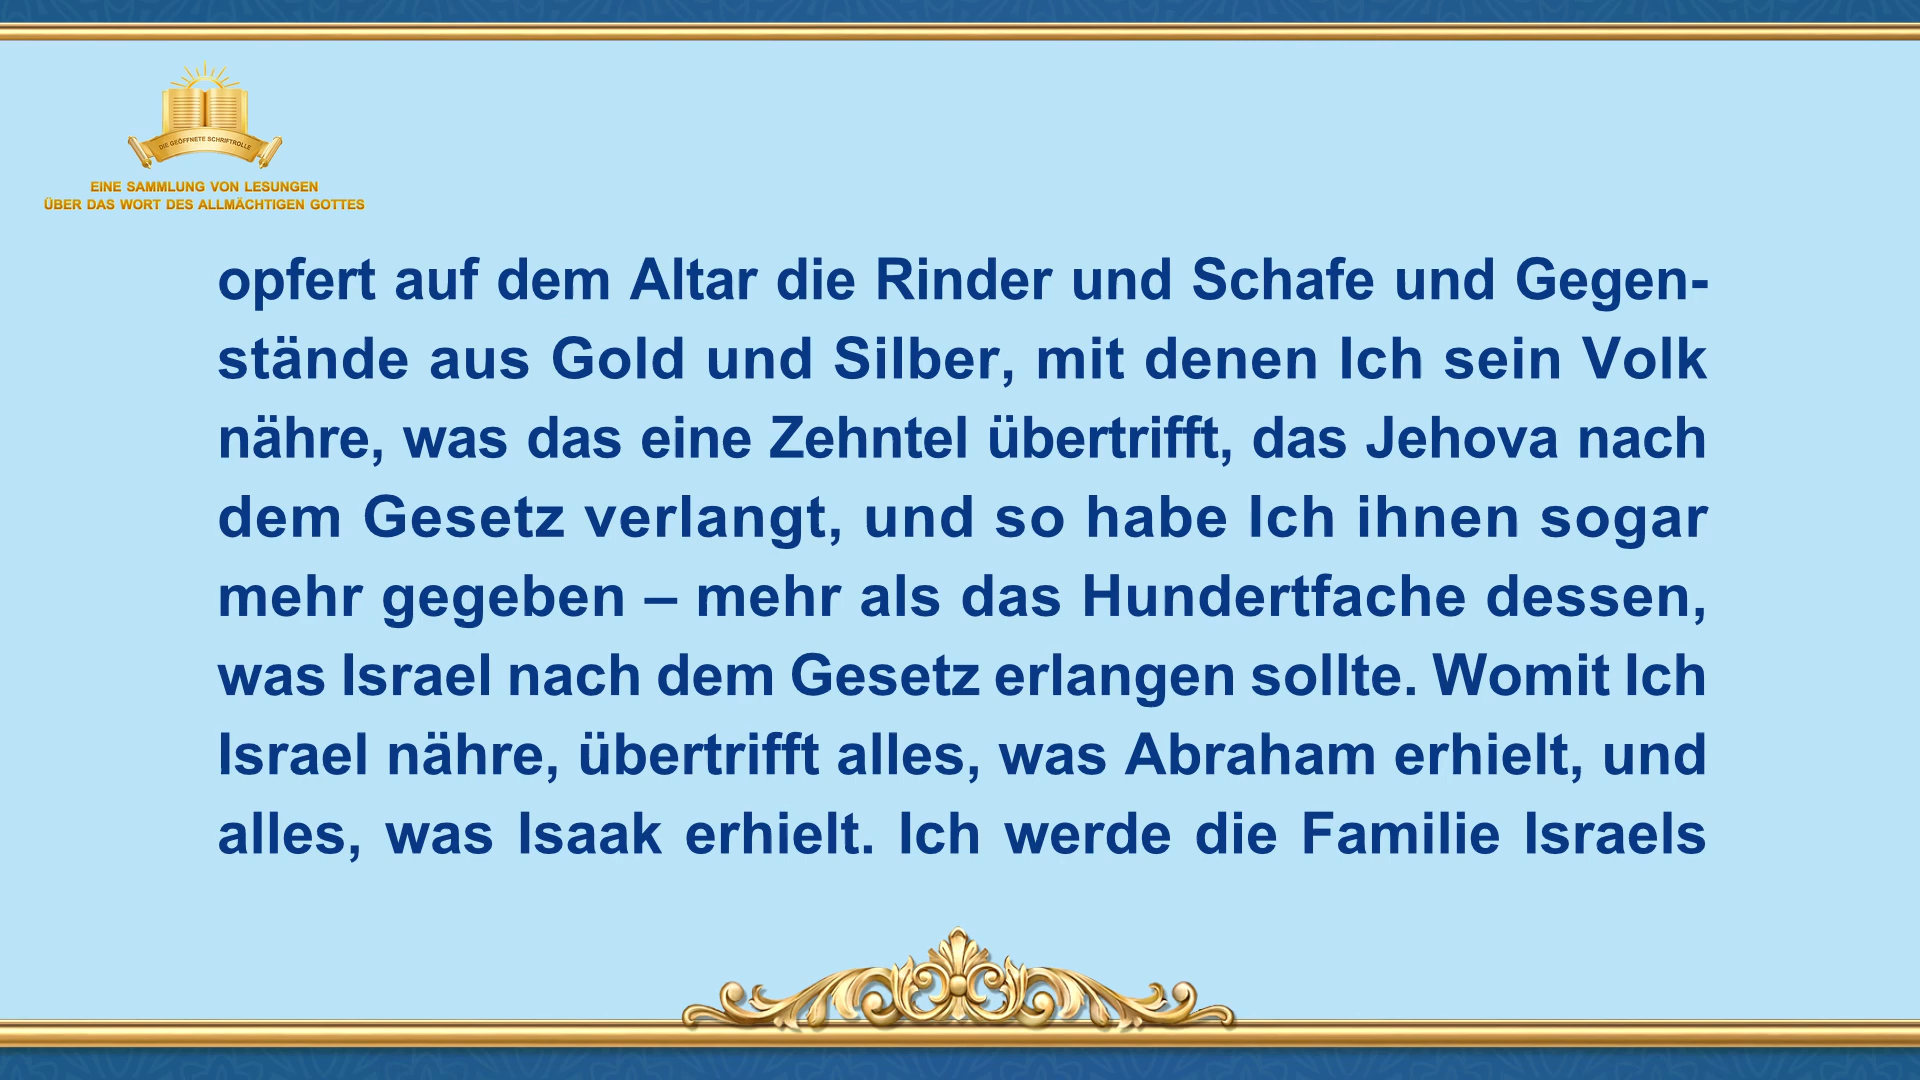 DIE GEÖFFNETE SCHRIFTROLLE
EINE SAMMLUNG VON LESUNGEN
ÜBER DAS WORT DES ALLMÄCHTIGEN GOTTES
opfert auf dem Altar die Rinder und Schafe und Gegen-
stände aus Gold und Silber, mit denen Ich sein Volk
nähre, was das eine Zehntel übertrifft, das Jehova nach
dem Gesetz verlangt, und so habe Ich ihnen sogar
mehr gegeben – mehr als das Hundertfache dessen,
was Israel nach dem Gesetz erlangen sollte. Womit Ich
Israel nähre, übertrifft alles, was Abraham erhielt, und
alles, was Isaak erhielt. Ich werde die Familie Israels